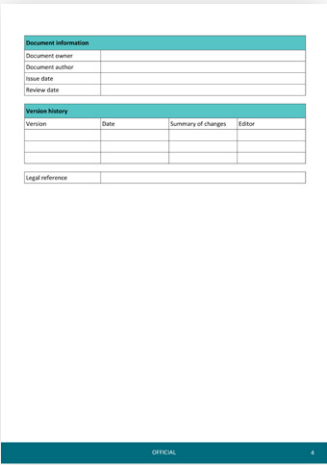 Document information
Document owner
Document author
Issue date
Review date
Version history
Version Date Summary of changes Editor
Legal reference
OFFICIAL 4